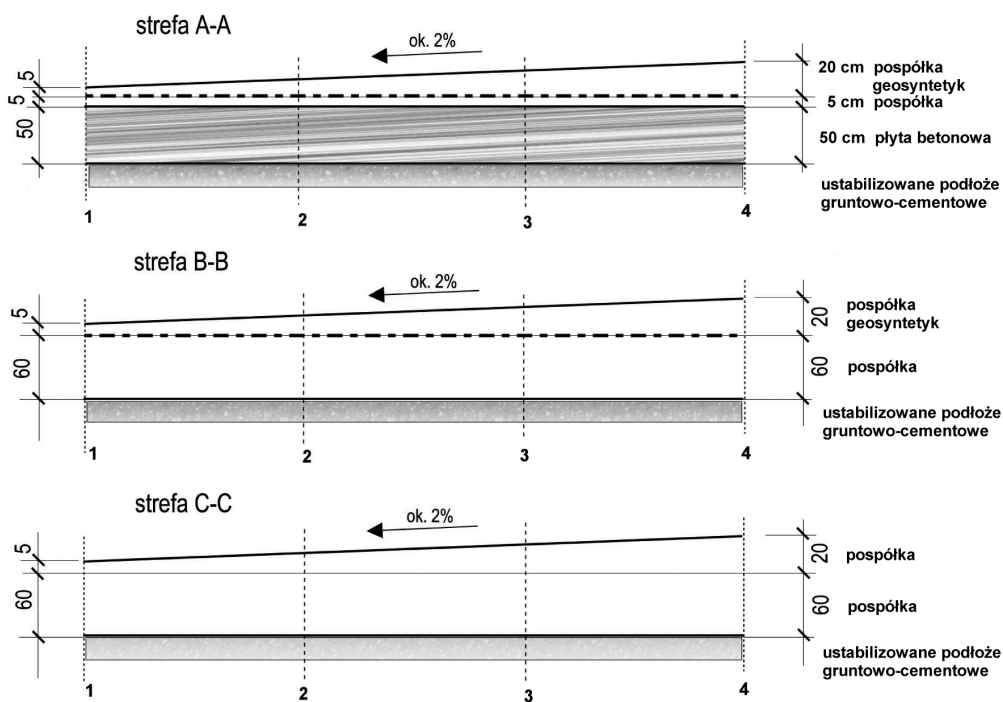 strefa A-A
ok. 2%
5
5
50
20 cm pospółka
geosyntetyk
5 cm pospółka
50 cm płyta betonowa
ustabilizowane podłoże
gruntowo-cementowe
1
2
3
4
strefa B-B
ok. 2%
5
60
20
pospółka
geosyntetyk
60
pospółka
ustabilizowane podłoże
gruntowo-cementowe
1
2
3
4
strefa C-C
ok. 2%
5
60
20
pospółka
60
pospółka
ustabilizowane podłoże
gruntowo-cementowe
1
2
3
4